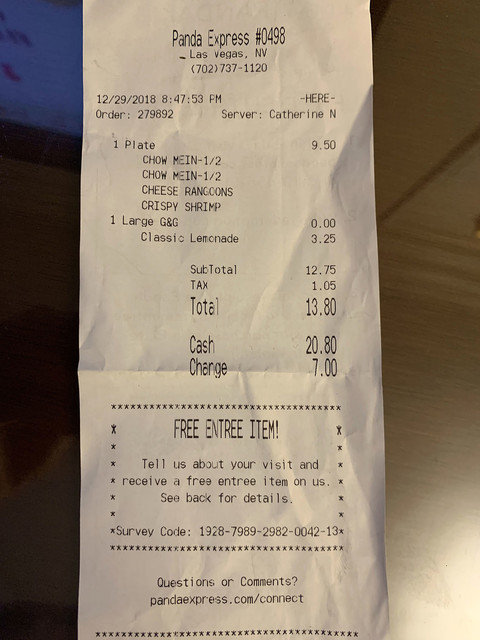 Panda Express #0498
Las Vegas, NV
(702)737-1120
12/29/2018 8:47:53 PM -HERE-
Order: 279892 Server: Catherine N
1 Plate 9.50
CHOW MEIN-1/2
CHOW MEIN-1/2
CHEESE RANGOONS
CRISPY SHRIMP
1 Large G&G 0.00
Classic Lemonade 3.25
SubTotal 12.75
TAX 1.05
Total 13.80
Cash 20.80
Change -7.00
****************************************
* FREE ENTREE ITEM! *
* *
* Tell us about your visit and *
* receive a free entree item on us. *
* See back for details. *
* *
*Survey Code: 1928-7989-2982-0042-13*
****************************************
Questions or Comments?
pandaexpress.com/connect
****************************************